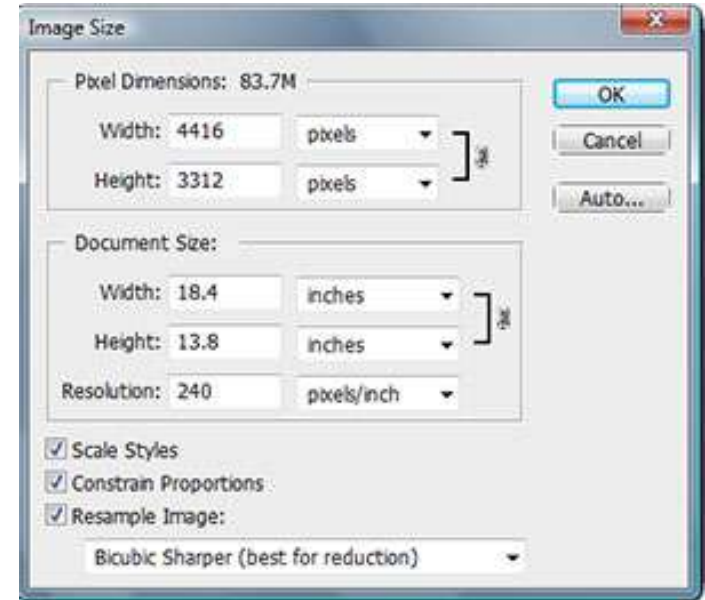 Image Size
Pixel Dimensions: 83.7M
Width: 4416 pixels
Height: 3312 pixels
OK
Cancel
Auto...
Document Size:
Width: 18.4 inches
Height: 13.8 inches
Resolution: 240 pixels/inch
Scale Styles
Constrain Proportions
Resample Image:
Bicubic Sharper (best for reduction)